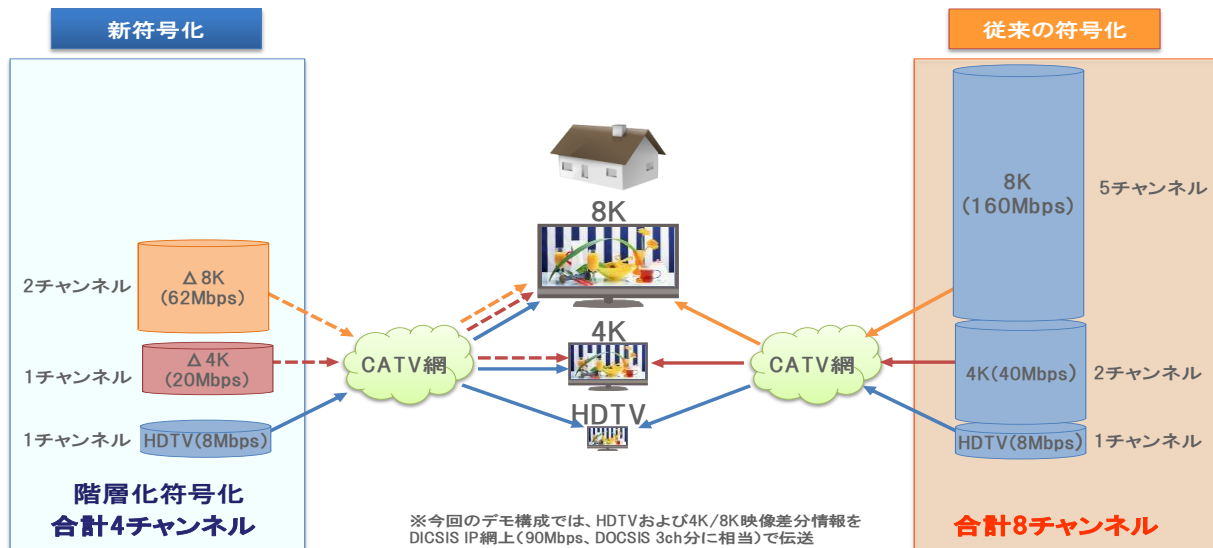 新符号化
従来の符号化
2チャンネル
Δ8K
(62Mbps)
1チャンネル
Δ4K
(20Mbps)
1チャンネル
HDTV(8Mbps)
階層化符号化
合計4チャンネル
CATV網
8K
4K
HDTV
CATV網
8K
(160Mbps)
5チャンネル
4K(40Mbps)
2チャンネル
HDTV(8Mbps)
1チャンネル
合計8チャンネル
※今回のデモ構成では、HDTVおよび4K/8K映像差分情報を
DICSIS IP網上(90Mbps、DOCSIS 3ch分に相当)で伝送